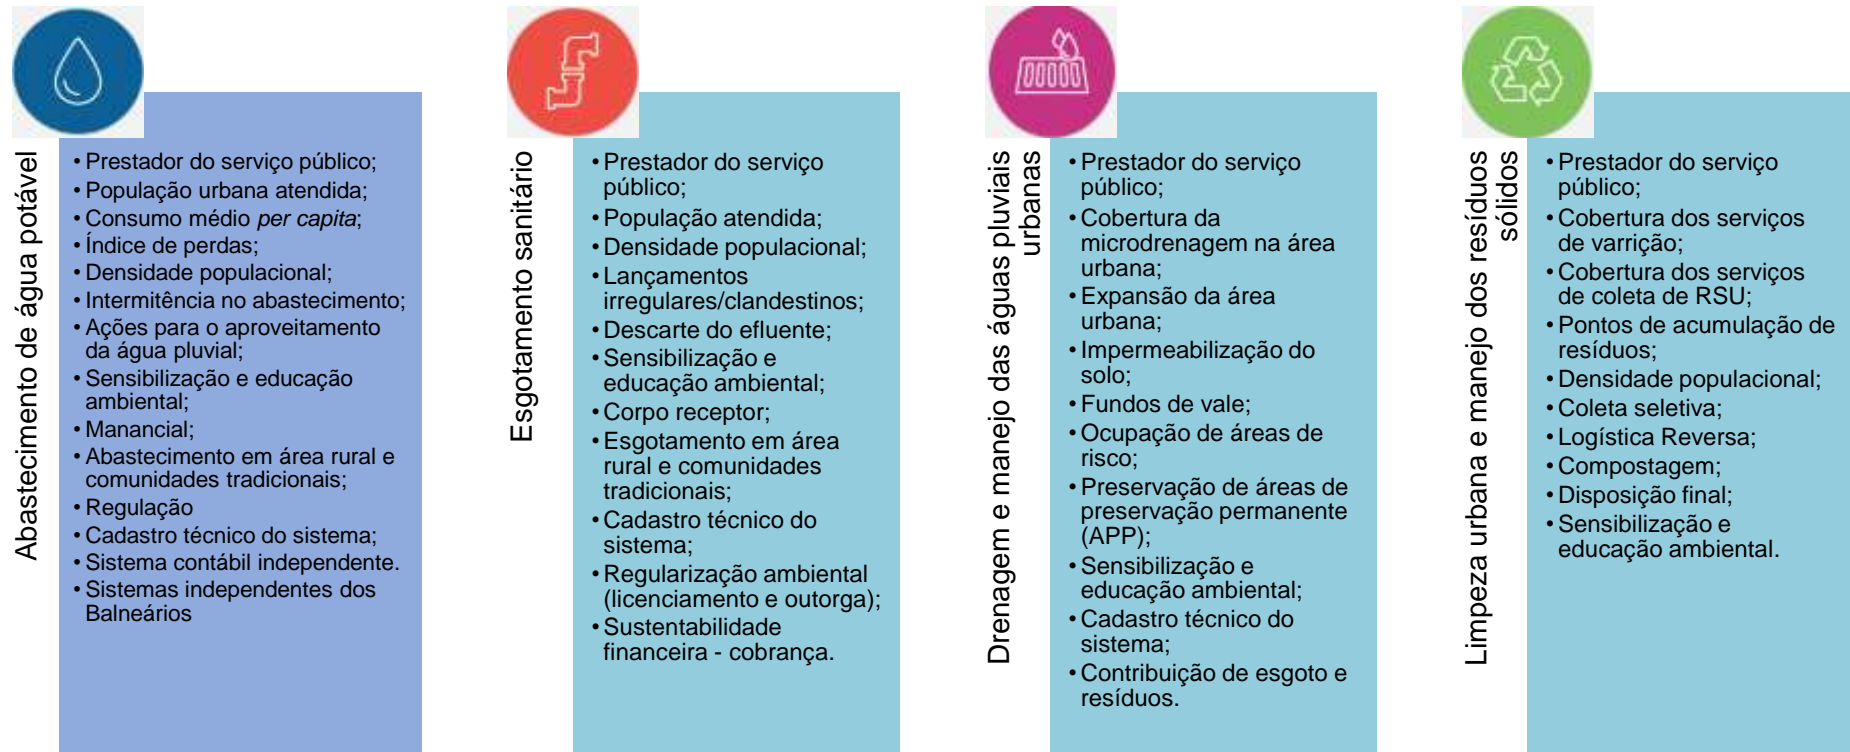 Abastecimento de água potável
• Prestador do serviço público;
• População urbana atendida;
• Consumo médio per capita;
• Índice de perdas;
• Densidade populacional;
• Intermitência no abastecimento;
• Ações para o aproveitamento
da água pluvial;
• Sensibilização e educação
ambiental;
• Manancial;
• Abastecimento em área rural e
comunidades tradicionais;
• Regulação
• Cadastro técnico do sistema;
• Sistema contábil independente.
• Sistemas independentes dos
Balneários
Esgotamento sanitário
• Prestador do serviço
público;
• População atendida;
• Densidade populacional;
• Lançamentos
irregulares/clandestinos;
• Descarte do efluente;
• Sensibilização e
educação ambiental;
• Corpo receptor;
• Esgotamento em área
rural e comunidades
tradicionais;
• Cadastro técnico do
sistema;
• Regularização ambiental
(licenciamento e outorga);
• Sustentabilidade
financeira - cobrança.
Drenagem e manejo das águas pluviais
urbanas
• Prestador do serviço
público;
• Cobertura da
microdrenagem na área
urbana;
• Expansão da área
urbana;
• Impermeabilização do
solo;
• Fundos de vale;
• Ocupação de áreas de
risco;
• Preservação de áreas de
preservação permanente
(APP);
• Sensibilização e
educação ambiental;
• Cadastro técnico do
sistema;
• Contribuição de esgoto e
resíduos.
Limpeza urbana e manejo dos resíduos
sólidos
• Prestador do serviço
público;
• Cobertura dos serviços
de varrição;
• Cobertura dos serviços
de coleta de RSU;
• Pontos de acumulação de
resíduos;
• Densidade populacional;
• Coleta seletiva;
• Logística Reversa;
• Compostagem;
• Disposição final;
• Sensibilização e
educação ambiental.